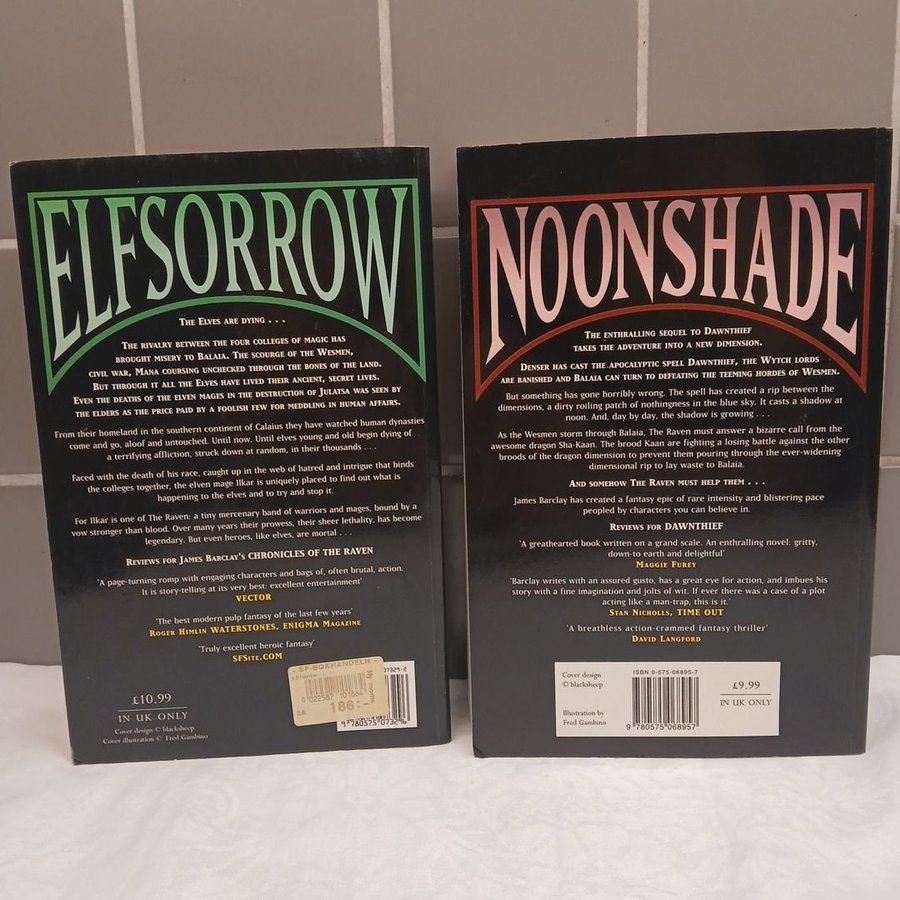 ELFSORROW
THE ELVES ARE DYING . . .
THE RIVALRY BETWEEN THE FOUR COLLEGES OF MAGIC HAS
BROUGHT MISERY TO BALAIA. THE SCOURGE OF THE WESMEN,
CIVIL WAR, MANA COURSING UNCHECKED THROUGH THE BONES OF THE LAND.
BUT THROUGH IT ALL THE ELVES HAVE LIVED THEIR ANCIENT, SECRET LIVES.
EVEN THE DEATHS OF THE ELVEN MAGES IN THE DESTRUCTION OF JULATSA WAS SEEN BY
THE ELDERS AS THE PRICE PAID BY A FOOLISH FEW FOR MEDDLING IN HUMAN AFFAIRS.
From their homeland in the southern continent of Calaius they have watched human dynasties
come and go, aloof and untouched. Until now. Until elves young and old begin dying of
a terrifying affliction, struck down at random, in their thousands . . .
Faced with the death of his race, caught up in the web of hatred and intrigue that binds
the colleges together, the elven mage Ilkar is uniquely placed to find out what is
happening to the elves and to try and stop it.
For Ilkar is one of The Raven: a tiny mercenary band of warriors and mages, bound by a
vow stronger than blood. Over many years their prowess, their sheer lethality, has become
legendary. But even heroes, like elves, are mortal . . .
REVIEWS FOR JAMES BARCLAY'S CHRONICLES OF THE RAVEN
'A page-turning romp with engaging characters and bags of, often brutal, action.
It is story-telling at its very best: excellent entertainment'
VECTOR
'The best modern pulp fantasy of the last few years'
ROGER HIMLIN WATERSTONES, ENIGMA MAGAZINE
'Truly excellent heroic fantasy'
SFSITE.COM
£10.99
IN UK ONLY
Cover design © blacksheep
Cover illustration © Fred Gambino
SF-BOKHANDELN
186:-
2A
07329-2
9 780575 073296
NOONSHADE
THE ENTHRALLING SEQUEL TO DAWNTHIEF
TAKES THE ADVENTURE INTO A NEW DIMENSION.
DENSER HAS CAST THE APOCALYPTIC SPELL DAWNTHIEF, THE WYTCH LORDS
ARE BANISHED AND BALAIA CAN TURN TO DEFEATING THE TEEMING HORDES OF WESMEN.
But something has gone horribly wrong. The spell has created a rip between the
dimensions, a dirty roiling patch of nothingness in the blue sky. It casts a shadow at
noon. And, day by day, the shadow is growing . . .
As the Wesmen storm through Balaia, The Raven must answer a bizarre call from the
awesome dragon Sha-Kaan. The brood Kaan are fighting a losing battle against the other
broods of the dragon dimension to prevent them pouring through the ever-widening
dimensional rip to lay waste to Balaia.
AND SOMEHOW THE RAVEN MUST HELP THEM . . .
James Barclay has created a fantasy epic of rare intensity and blistering pace
peopled by characters you can believe in.
REVIEWS FOR DAWNTHIEF
'A greathearted book written on a grand scale. An enthralling novel: gritty,
down-to earth and delightful'
MAGGIE FUREY
'Barclay writes with an assured gusto, has a great eye for action, and imbues his
story with a fine imagination and jolts of wit. If ever there was a case of a plot
acting like a man-trap, this is it.'
STAN NICHOLLS, TIME OUT
'A breathless action-crammed fantasy thriller'
DAVID LANGFORD
Cover design
© blacksheep
Illustration by
Fred Gambino
ISBN 0-575-06895-7
9 780575 068957
£9.99
IN UK ONLY